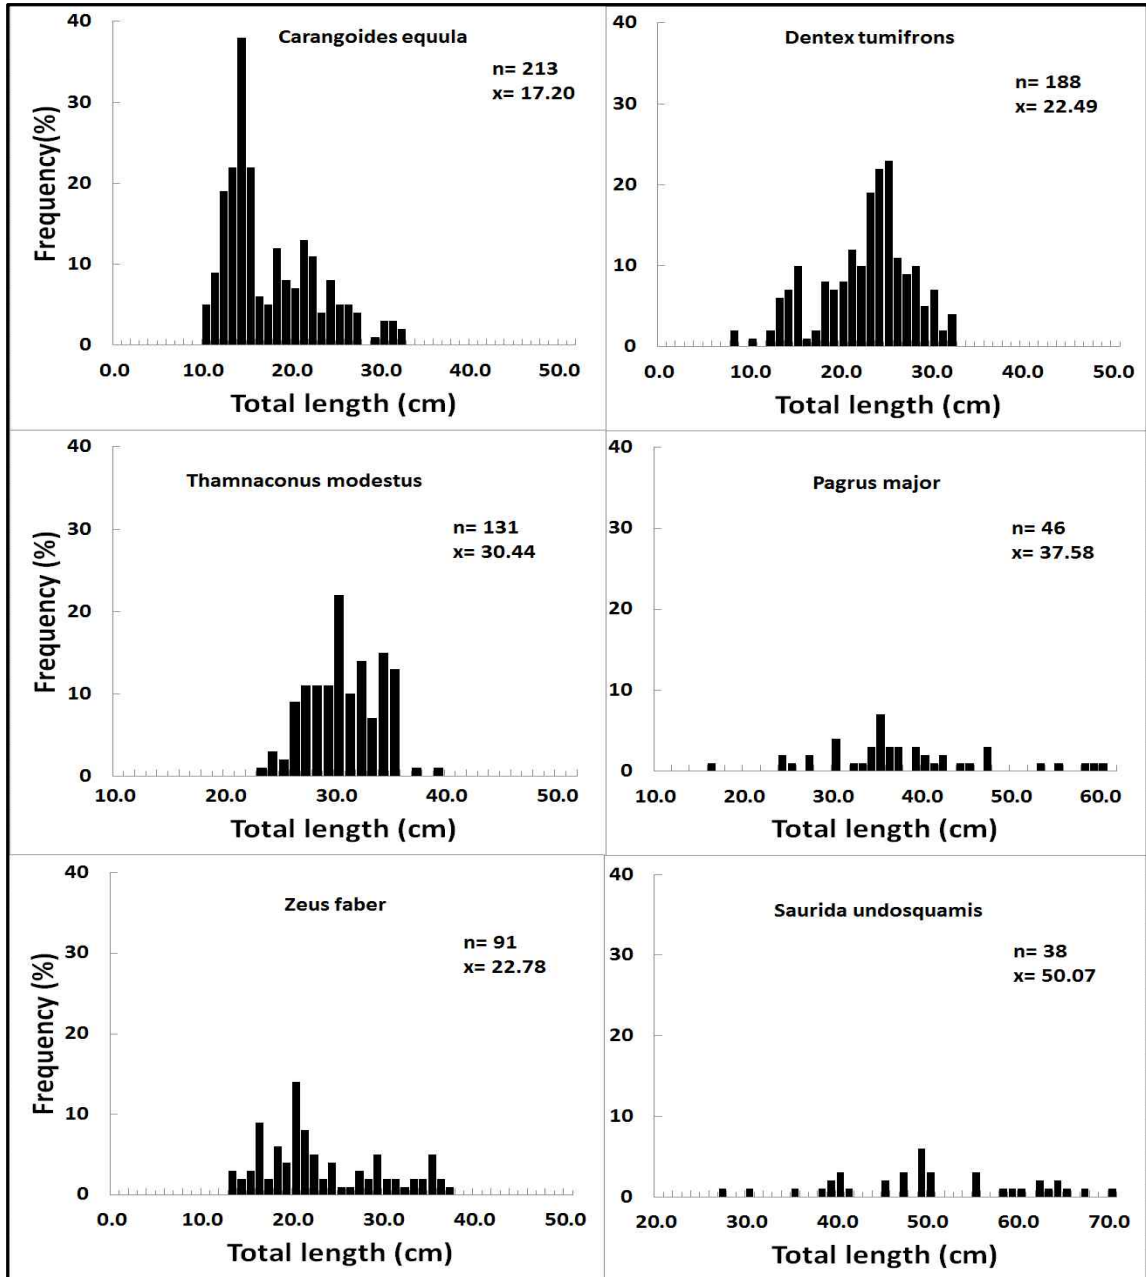 Carangoides equula
n= 213
x= 17.20
Frequency(%)
40
30
20
10
0
0.0 10.0 20.0 30.0 40.0 50.0
Total length (cm)
Dentex tumifrons
n= 188
x= 22.49
40
30
20
10
0
0.0 10.0 20.0 30.0 40.0 50.0
Total length (cm)
Thamnaconus modestus
n= 131
x= 30.44
Frequency (%)
40
30
20
10
0
10.0 20.0 30.0 40.0 50.0
Total length (cm)
Pagrus major
n= 46
x= 37.58
40
30
20
10
0
10.0 20.0 30.0 40.0 50.0 60.0
Total length (cm)
Zeus faber
n= 91
x= 22.78
Frequency (%)
40
30
20
10
0
0.0 10.0 20.0 30.0 40.0 50.0
Total length (cm)
Saurida undosquamis
n= 38
x= 50.07
40
30
20
10
0
20.0 30.0 40.0 50.0 60.0 70.0
Total length (cm)